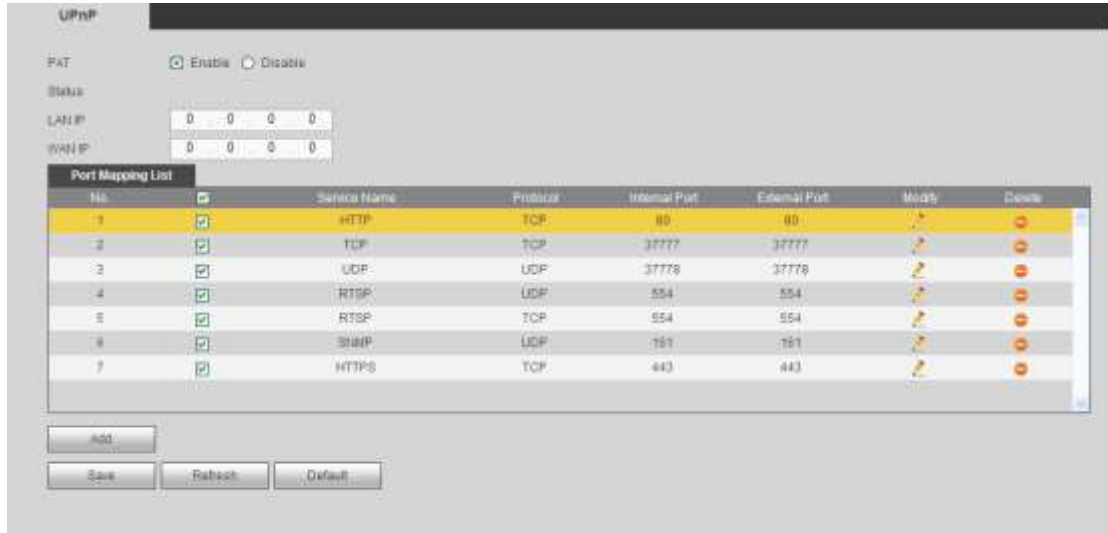 UPnP
PAT Enable Disable
Status
LAN IP 0 . 0 . 0 . 0
WAN IP 0 . 0 . 0 . 0
Port Mapping List
No. Service Name Protocol Internal Port External Port Modify Delete
1 HTTP TCP 80 80
2 TCP TCP 37777 37777
3 UDP UDP 37778 37778
4 RTSP UDP 554 554
5 RTSP TCP 554 554
6 SNMP UDP 161 161
7 HTTPS TCP 443 443
Add
Save Refresh Default